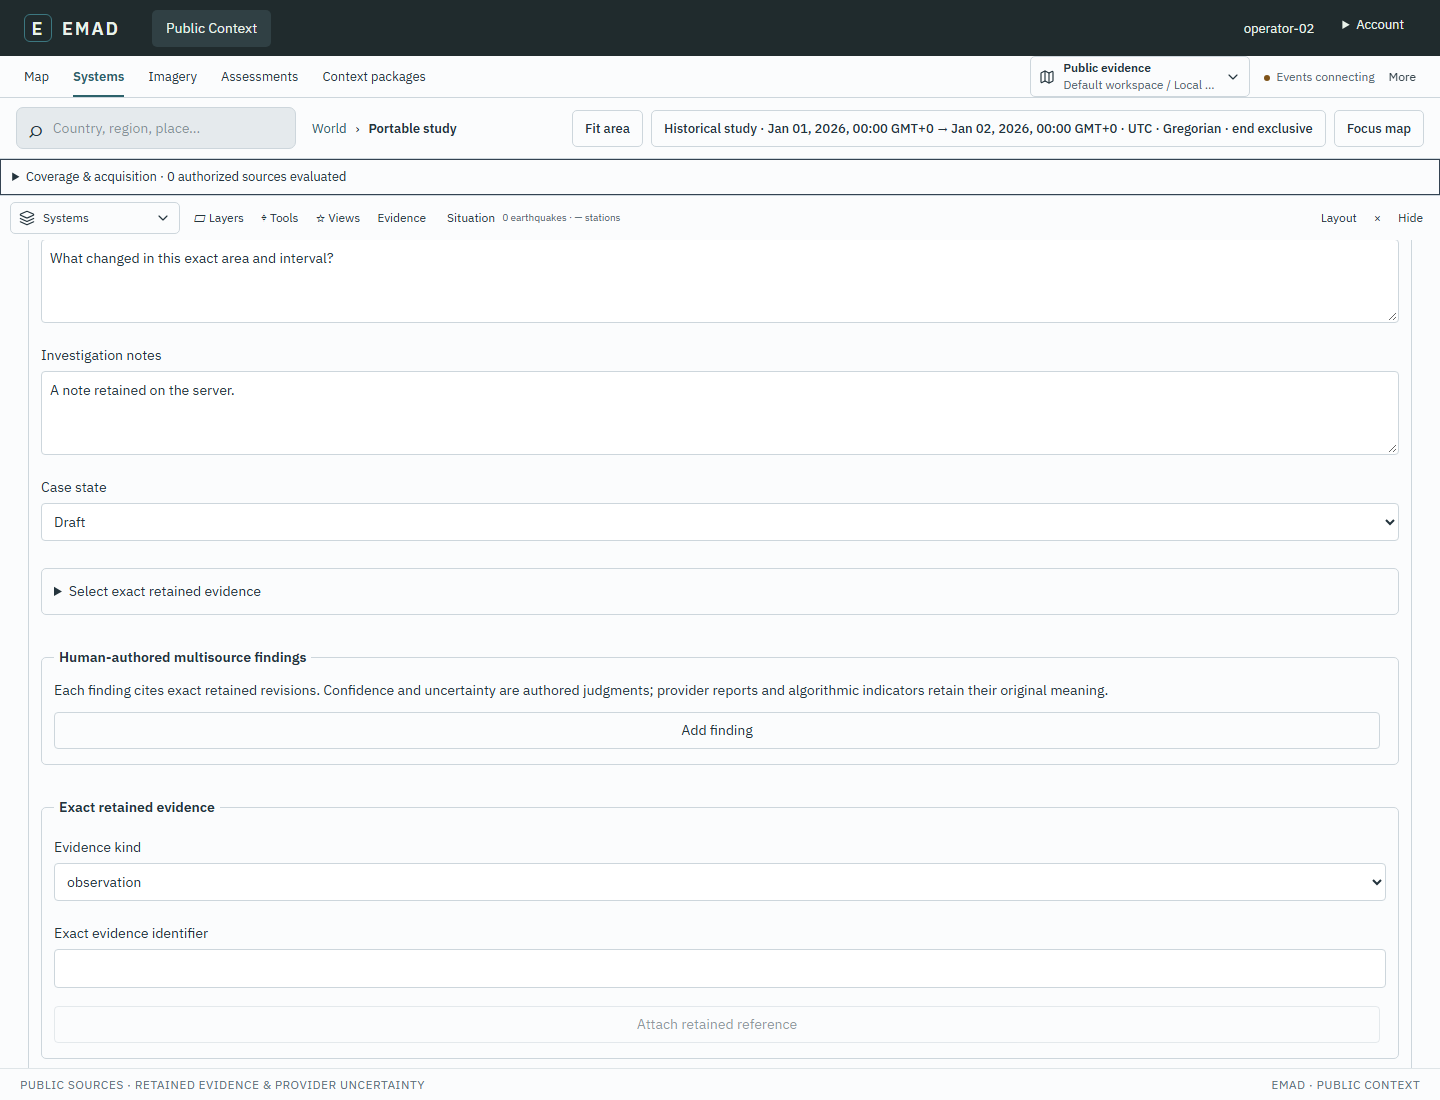 E EMAD Public Context operator-02 ▶ Account
Map Systems Imagery Assessments Context packages
Public evidence
Default workspace / Local ...
Events connecting More
Country, region, place...
World › Portable study
Fit area Historical study · Jan 01, 2026, 00:00 GMT+0 → Jan 02, 2026, 00:00 GMT+0 · UTC · Gregorian · end exclusive Focus map
▶ Coverage & acquisition · 0 authorized sources evaluated
Systems Layers ÷ Tools ☆ Views Evidence Situation 0 earthquakes · — stations Layout × Hide
What changed in this exact area and interval?
Investigation notes
A note retained on the server.
Case state
Draft
▶ Select exact retained evidence
Human-authored multisource findings
Each finding cites exact retained revisions. Confidence and uncertainty are authored judgments; provider reports and algorithmic indicators retain their original meaning.
Add finding
Exact retained evidence
Evidence kind
observation
Exact evidence identifier
Attach retained reference
PUBLIC SOURCES · RETAINED EVIDENCE & PROVIDER UNCERTAINTY EMAD · PUBLIC CONTEXT